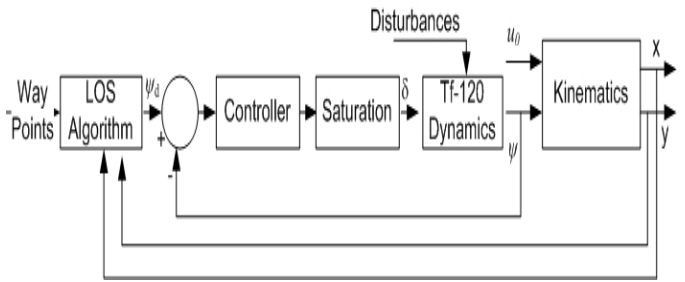 Disturbances
u₀
x
Way
Points
LOS
Algorithm
ψd
+
-
Controller
Saturation
δ
Tf-120
Dynamics
ψ
Kinematics
y